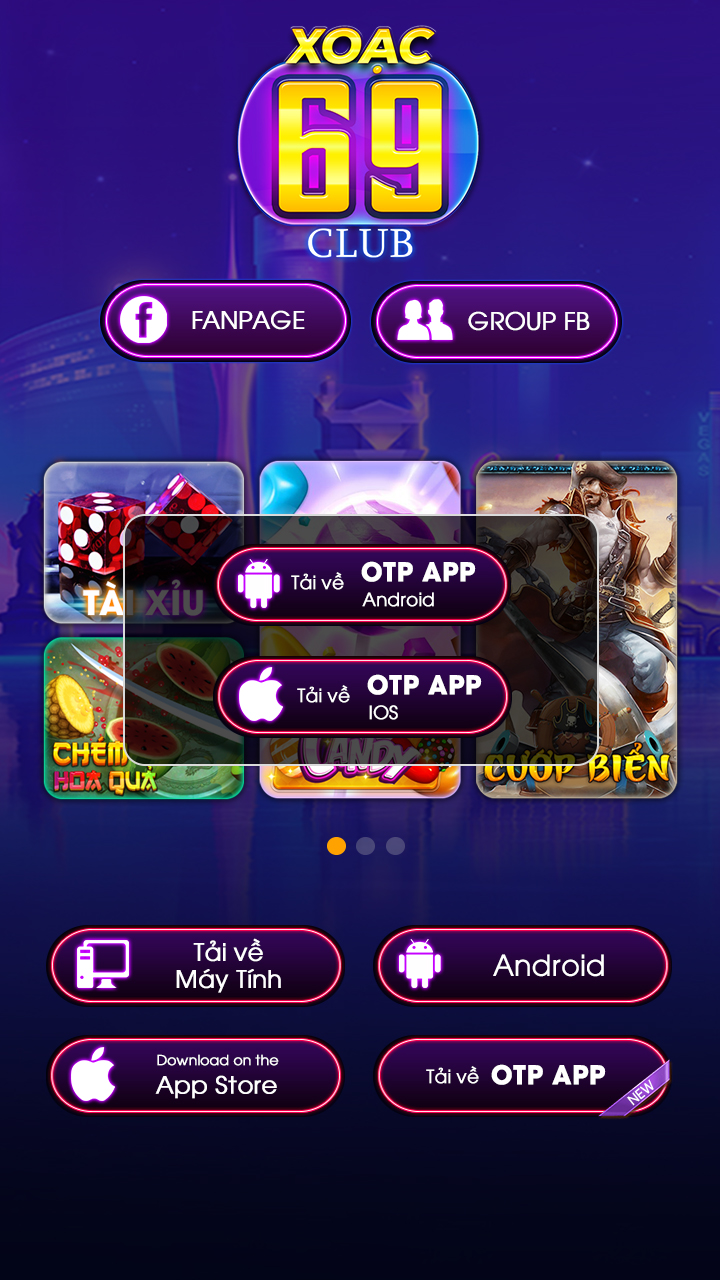 XOẠC
69
CLUB
FANPAGE
GROUP FB
TÀI XỈU
Tải về OTP APP
Android
Tải về OTP APP
IOS
CHÉM
HOA QUẢ
CANDY
CƯỚP BIỂN
VEGAS
Tải về
Máy Tính
Android
Download on the
App Store
Tải về OTP APP
NEW